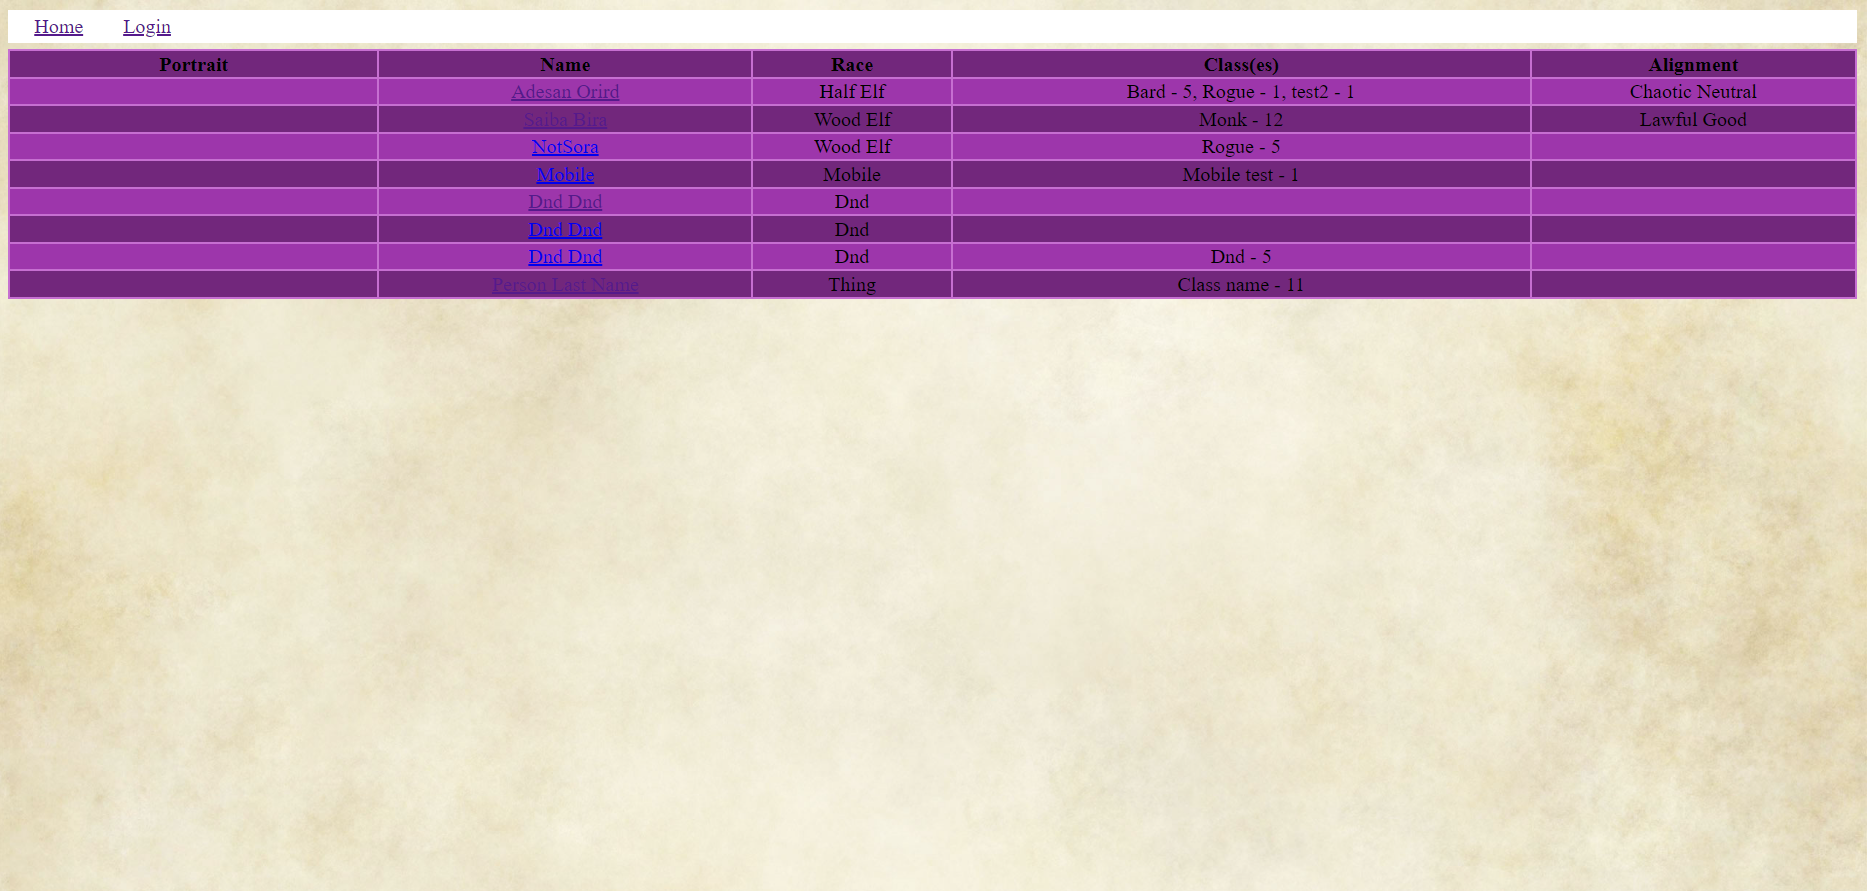 Home Login
Portrait Name Race Class(es) Alignment
Adesan Orird Half Elf Bard - 5, Rogue - 1, test2 - 1 Chaotic Neutral
Saiba Bira Wood Elf Monk - 12 Lawful Good
NotSora Wood Elf Rogue - 5
Mobile Mobile Mobile test - 1
Dnd Dnd Dnd
Dnd Dnd Dnd
Dnd Dnd Dnd Dnd - 5
Person Last Name Thing Class name - 11